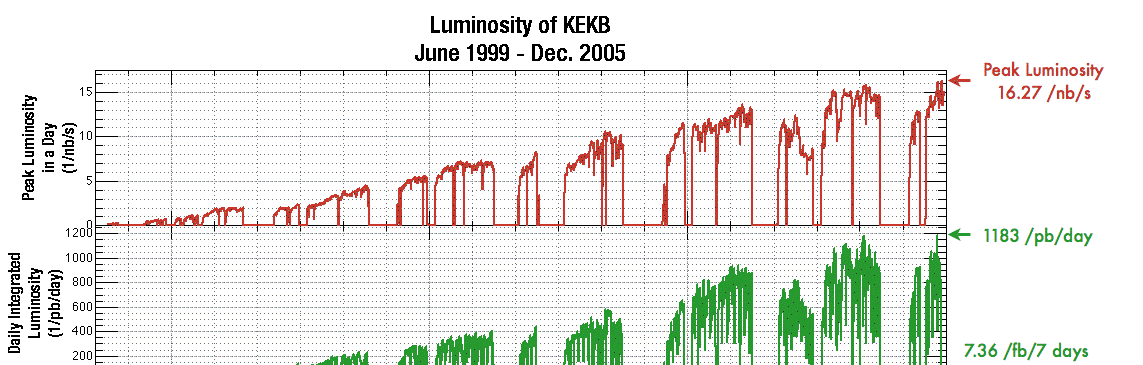 Luminosity of KEKB
June 1999 - Dec. 2005
Peak Luminosity
in a Day
(1/nb/s)
15
10
5
0
Peak Luminosity
16.27 /nb/s
Daily Integrated
Luminosity
(1/pb/day)
1200
1000
800
600
400
200
1183 /pb/day
7.36 /fb/7 days